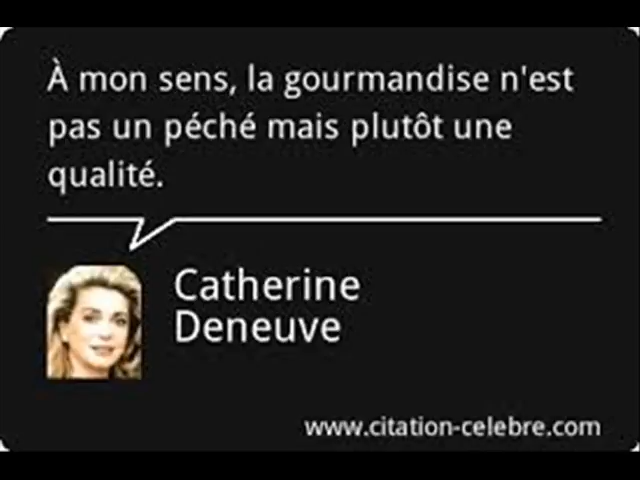 À mon sens, la gourmandise n'est
pas un péché mais plutôt une
qualité.
Catherine
Deneuve
www.citation-celebre.com